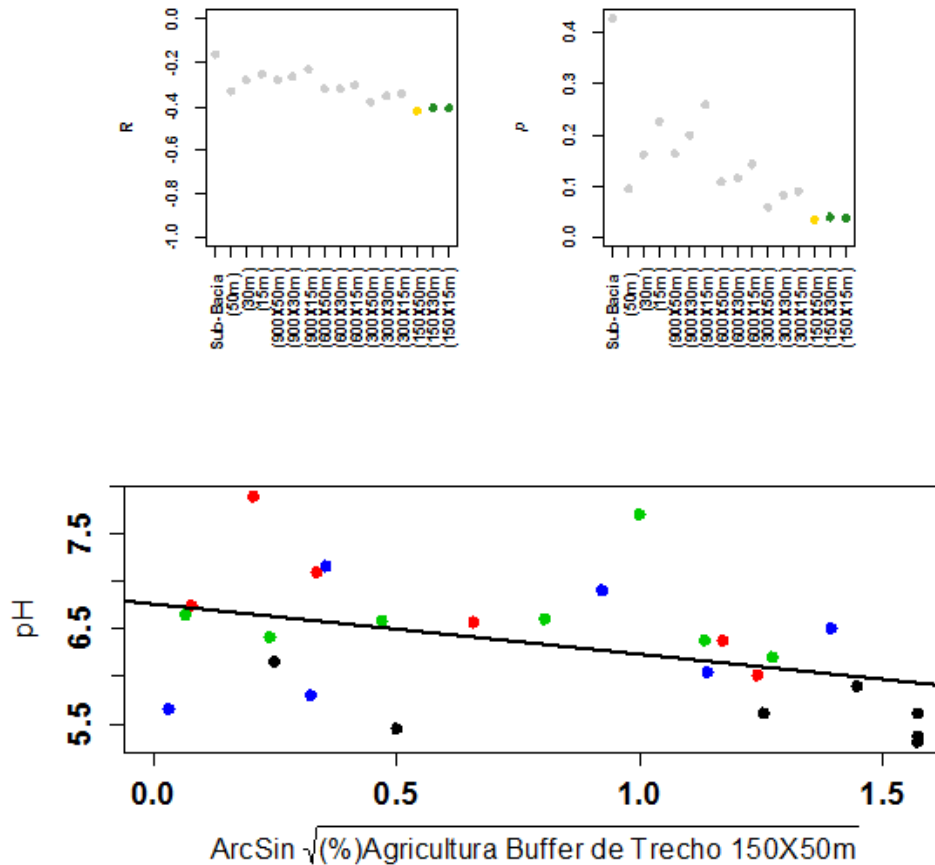 R
0.0
-0.2
-0.4
-0.6
-0.8
-1.0
Sub-Bacia
(50m )
(30m )
(15m )
(900X50m )
(900X30m )
(900X15m )
(600X50m )
(600X30m )
(600X15m )
(300X50m )
(300X30m )
(300X15m )
(150X50m )
(150X30m )
(150X15m )
p
0.4
0.3
0.2
0.1
0.0
Sub-Bacia
(50m )
(30m )
(15m )
(900X50m )
(900X30m )
(900X15m )
(600X50m )
(600X30m )
(600X15m )
(300X50m )
(300X30m )
(300X15m )
(150X50m )
(150X30m )
(150X15m )
pH
7.5
6.5
5.5
0.0 0.5 1.0 1.5
ArcSin √(%)Agricultura Buffer de Trecho 150X50m